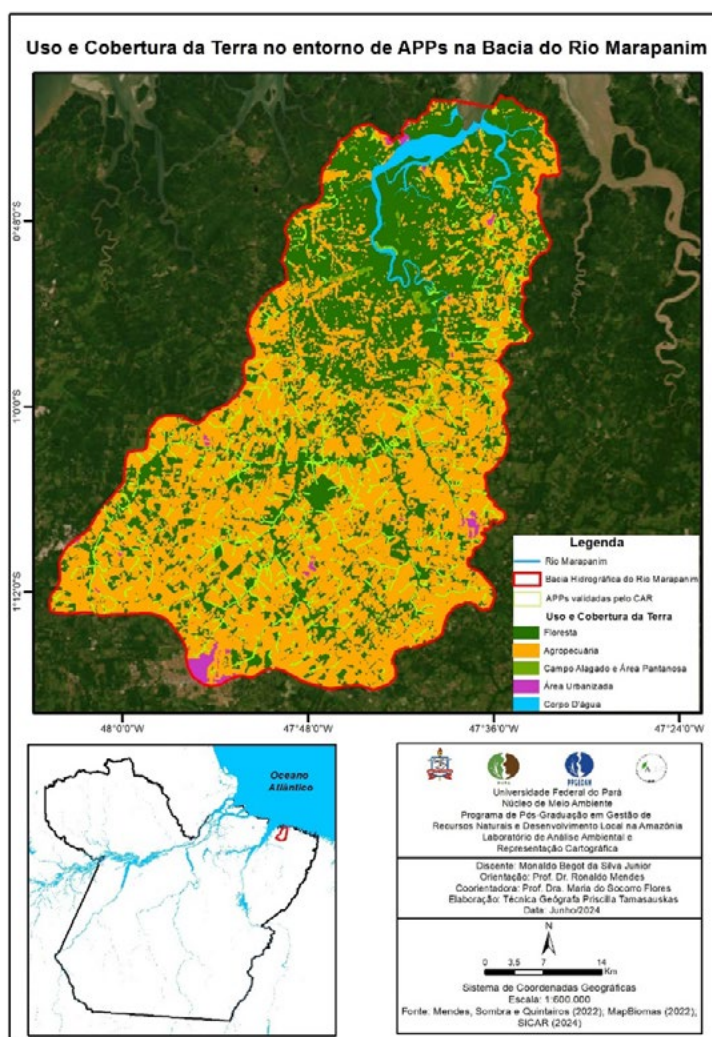 Uso e Cobertura da Terra no entorno de APPs na Bacia do Rio Marapanim
0°48'S
1°0'0"S
1°12'0"S
48°0'0"W
47°48'0"W
47°36'0"W
47°24'0"W
Legenda
Rio Marapanim
Bacia Hidrográfica do Rio Marapanim
APPs validadas pelo CAR
Uso e Cobertura da Terra
Floresta
Agropecuária
Campo Alagado e Área Pantanosa
Área Urbanizada
Corpo D'água
Oceano
Atlântico
Universidade Federal do Pará
Núcleo de Meio Ambiente
Programa de Pós-Graduação em Gestão de
Recursos Naturais e Desenvolvimento Local na Amazônia
Laboratório de Análise Ambiental e
Representação Cartográfica
Discente: Monaldo Begot da Silva Junior
Orientação: Prof. Dr. Ronaldo Mendes
Coorientadora: Prof. Dra. Maria do Socorro Flores
Elaboração: Técnica Geógrafa Priscilla Tamasauskas
Data: Junho/2024
N
0 3,5 7 14
Km
Sistema de Coordenadas Geográficas
Escala: 1:600.000
Fonte: Mendes, Sombra e Quintairos (2022); MapBiomas (2022);
SICAR (2024)